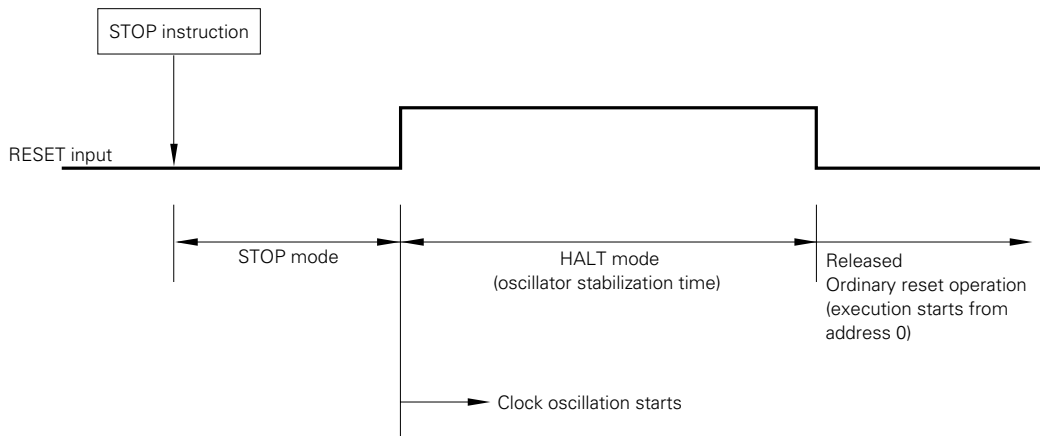 STOP instruction
RESET input
STOP mode
HALT mode
(oscillator stabilization time)
Released
Ordinary reset operation
(execution starts from
address 0)
Clock oscillation starts